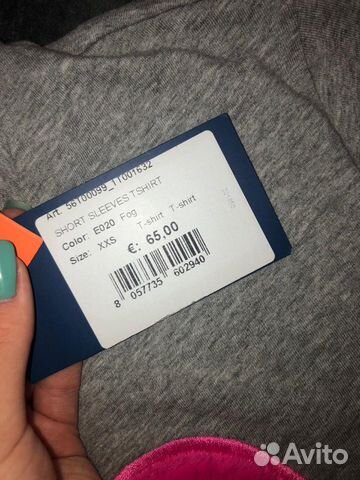 Art. 56T00099_1T001632
SHORT SLEEVES TSHIRT
Color: E020 Fog
Size: XXS T-shirt T-shirt
€: 65,00
8 057735 602940
Avito